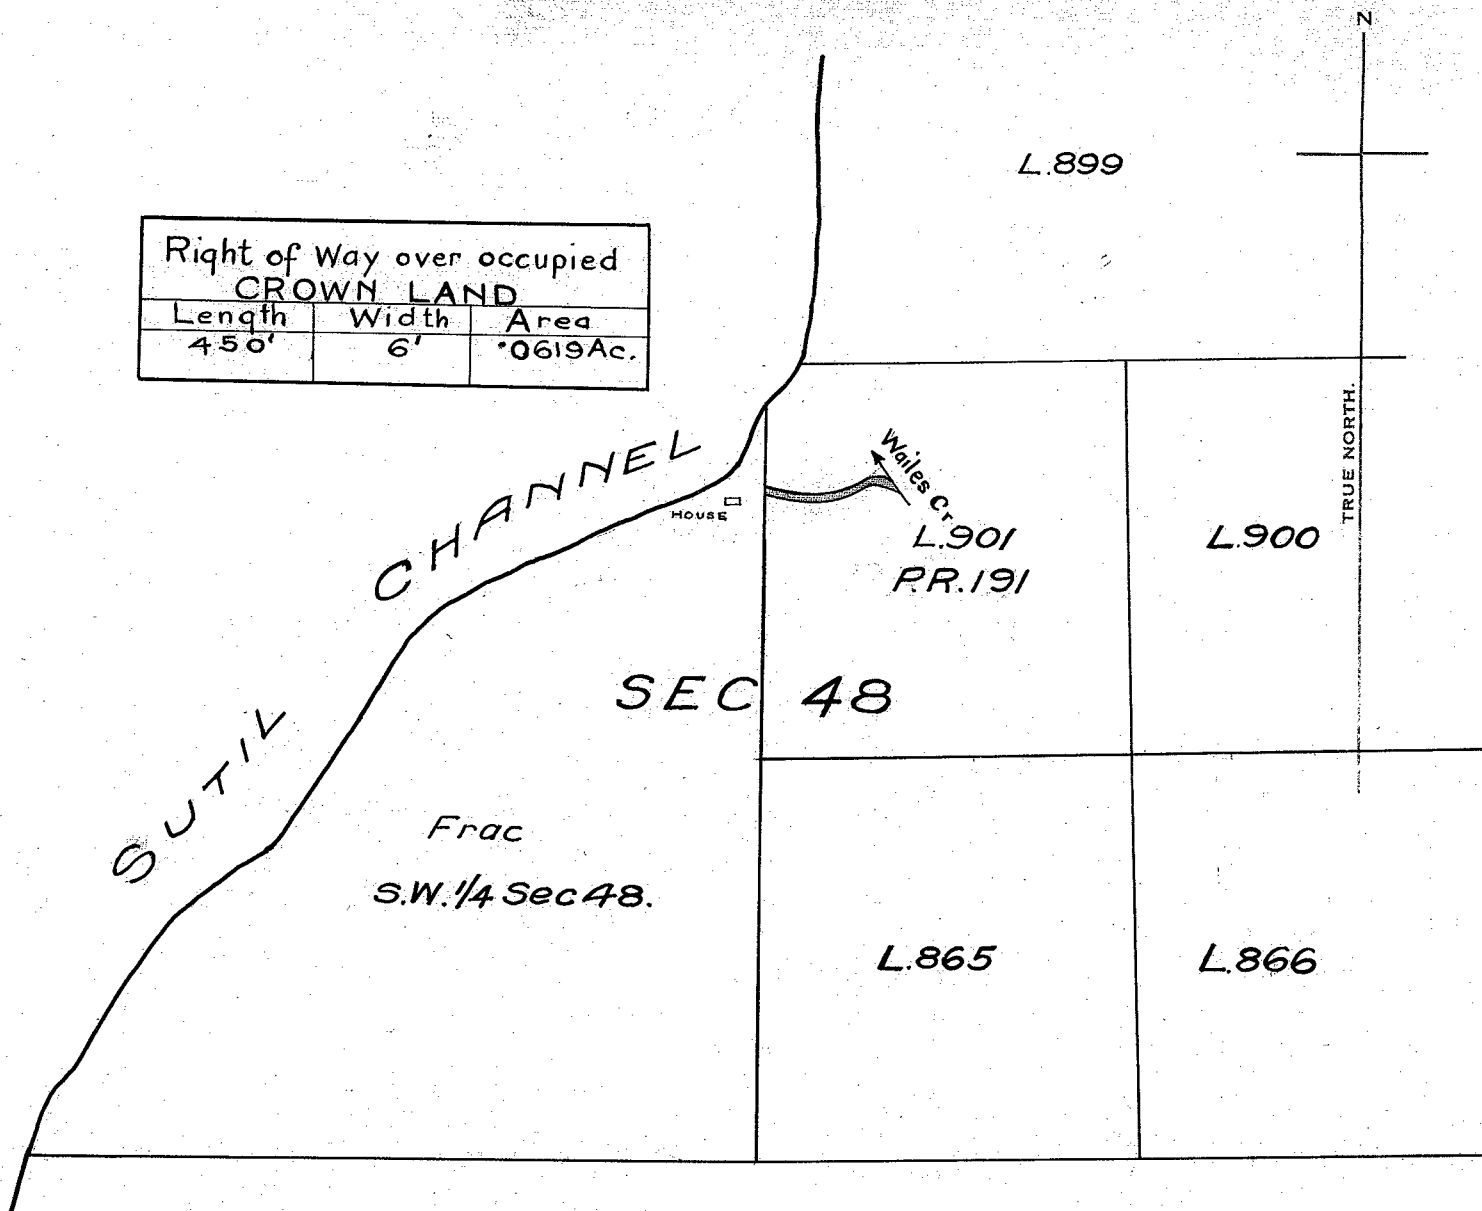 N
L.899
Right of Way over occupied
CROWN LAND
Length Width Area
450' 6' ·0619Ac.
TRUE NORTH.
SUTIL CHANNEL
Wailes Cr
HOUSE
L.901
P.R.191
L.900
SEC 48
Frac
S.W.1/4 Sec 48.
L.865
L.866